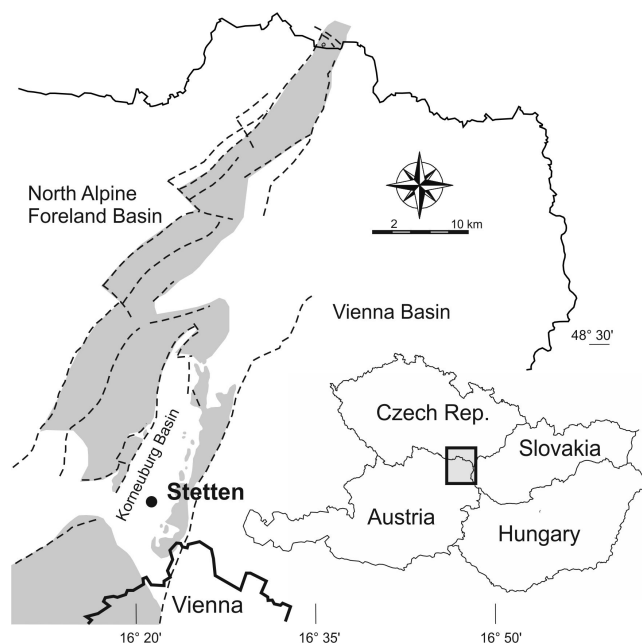 North Alpine
Foreland Basin
2 10 km
Vienna Basin
48° 30'
Czech Rep.
Slovakia
Korneuburg Basin
Stetten
Austria
Hungary
Vienna
16° 20' 16° 35' 16° 50'